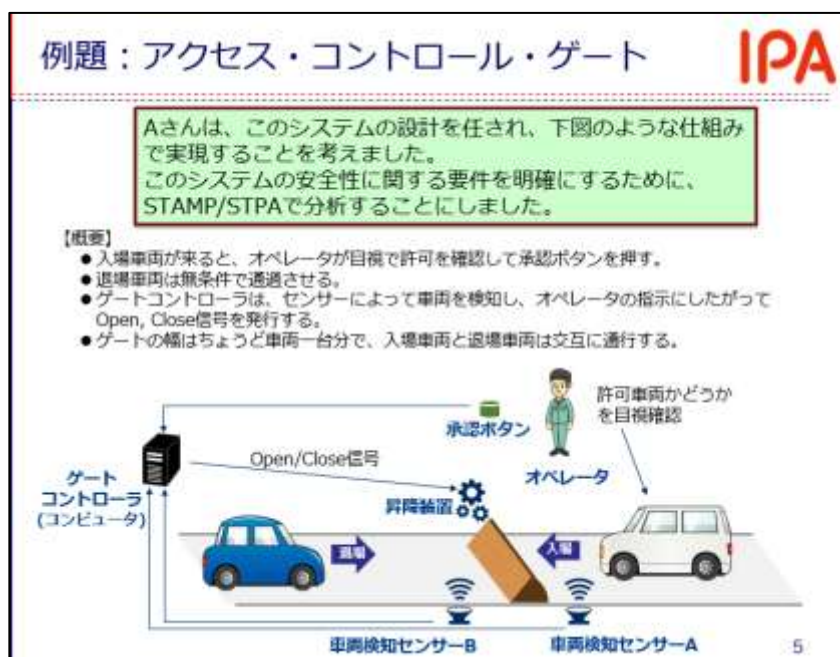 例題：アクセス・コントロール・ゲート
IPA
Aさんは、このシステムの設計を任され、下図のような仕組み
で実現することを考えました。
このシステムの安全性に関する要件を明確にするために、
STAMP/STPAで分析することにしました。
【概要】
● 入場車両が来ると、オペレータが目視で許可を確認して承認ボタンを押す。
● 退場車両は無条件で通過させる。
● ゲートコントローラは、センサーによって車両を検知し、オペレータの指示にしたがって
Open, Close信号を発行する。
● ゲートの幅はちょうど車両一台分で、入場車両と退場車両は交互に通行する。
許可車両かどうか
を目視確認
承認ボタン
オペレータ
Open/Close信号
ゲート
コントローラ
(コンピュータ)
昇降装置
退場
入場
車両検知センサーB
車両検知センサーA
5